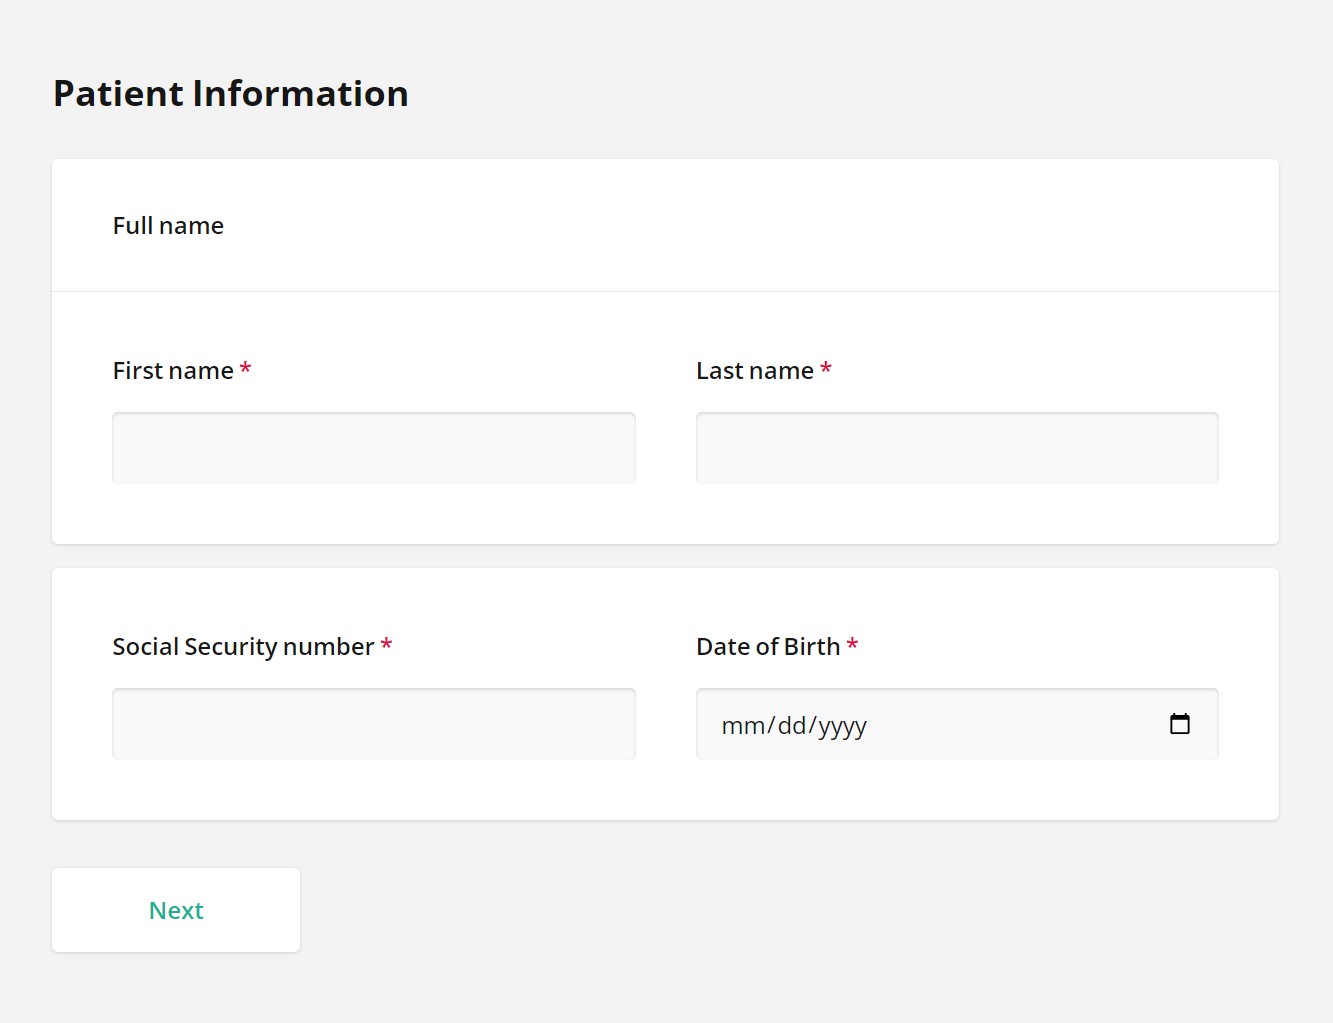 Patient Information
Full name
First name * Last name *
Social Security number * Date of Birth *
mm/dd/yyyy
Next